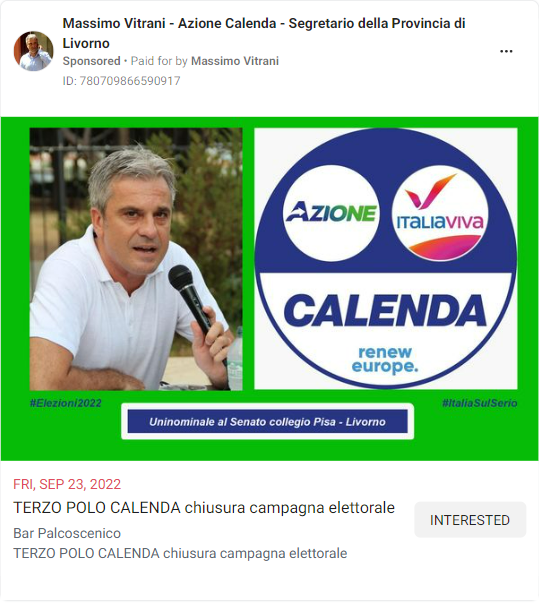 Massimo Vitrani - Azione Calenda - Segretario della Provincia di
Livorno
Sponsored • Paid for by Massimo Vitrani
ID: 780709866590917
AZIONE
ITALIAVIVA
CALENDA
renew
europe.
#Elezioni2022
#ItaliaSulSerio
Uninominale al Senato collegio Pisa - Livorno
FRI, SEP 23, 2022
TERZO POLO CALENDA chiusura campagna elettorale
INTERESTED
Bar Palcoscenico
TERZO POLO CALENDA chiusura campagna elettorale